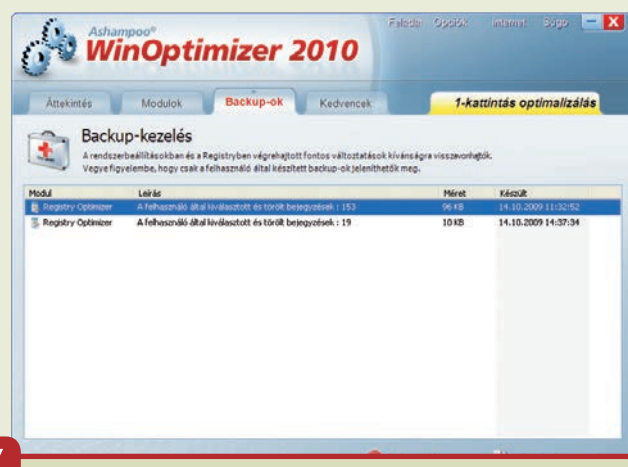 Ashampoo®
WinOptimizer 2010
Feladat Opciók Internet Súgó
Áttekintés Modulok Backup-ok Kedvencek 1-kattintás optimalizálás
Backup-kezelés
A rendszerbeállításokban és a Registryben végrehajtott fontos változtatások kívánságra visszavonhatók.
Vegye figyelembe, hogy csak a felhasználó által készített backup-ok jeleníthetők meg.
Modul Leírás Méret Készült
Registry Optimizer A felhasználó által kiválasztott és törölt bejegyzések : 153 96 KB 14.10.2009 11:32:52
Registry Optimizer A felhasználó által kiválasztott és törölt bejegyzések : 19 10 KB 14.10.2009 14:37:34